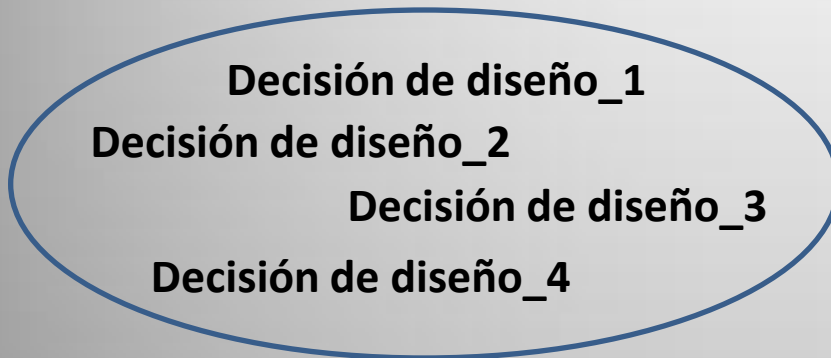 Decisión de diseño_1
Decisión de diseño_2
Decisión de diseño_3
Decisión de diseño_4